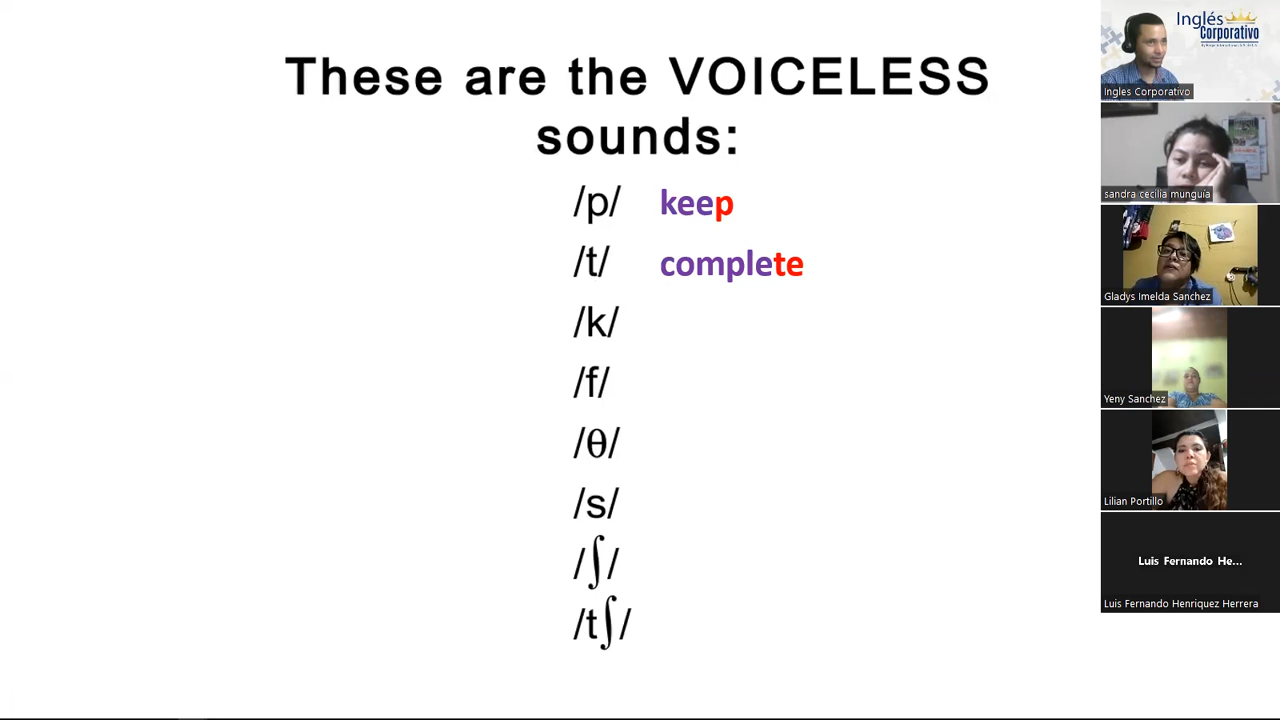 These are the VOICELESS
sounds:
/p/ keep
/t/ complete
/k/
/f/
/θ/
/s/
/ʃ/
/tʃ/
Inglés
Corporativo
Ingles Corporativo
sandra cecilia munguía
Gladys Imelda Sanchez
Yeny Sanchez
Lilian Portillo
Luis Fernando He...
Luis Fernando Henriquez Herrera